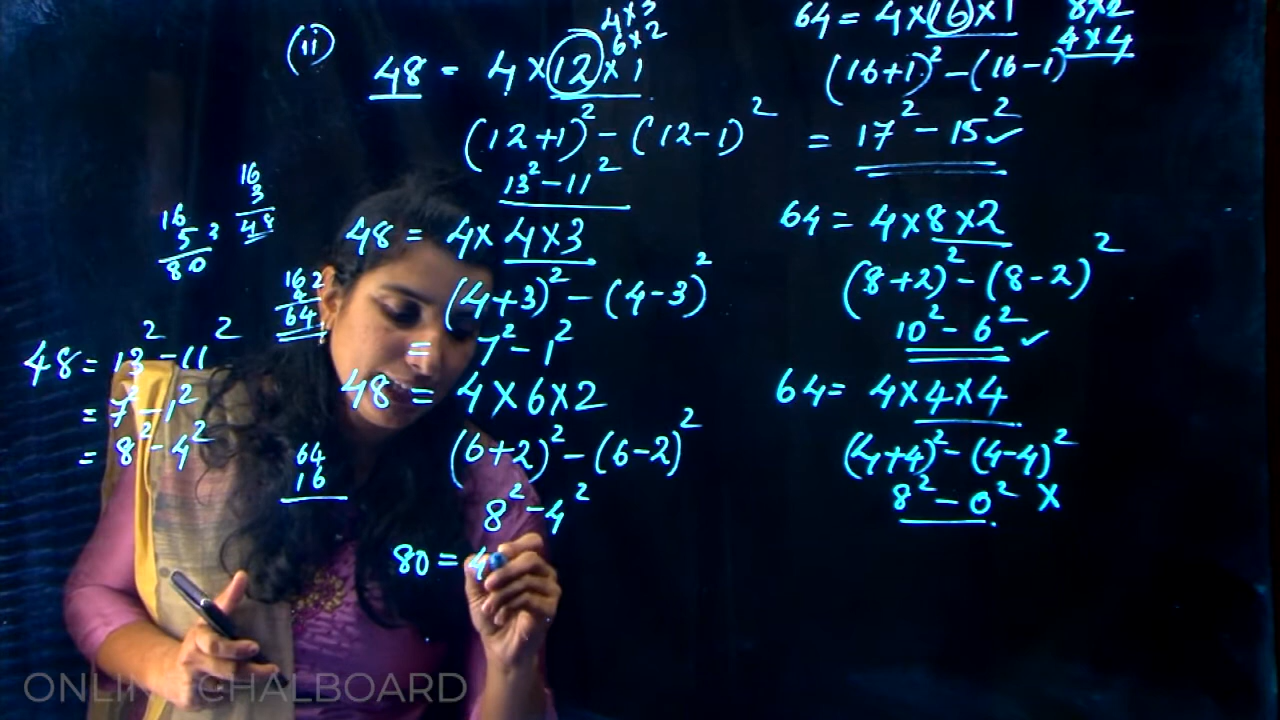 (ii)
4×3
6×2
48 = 4×12×1
(12+1)² - (12-1)²
13² - 11²
48 = 4× 4×3
(4+3)² - (4-3)²
= 7² - 1²
48 = 4×6×2
(6+2)² - (6-2)²
8² - 4²
80 = 4
16
3
48
16
5 3
80
16 2
4
64
48 = 13² - 11²
= 7² - 1²
= 8² - 4²
64
16
64 = 4×16×1
8×2
4×4
(16+1)² - (16-1)
= 17² - 15² ✓
64 = 4×8×2
(8+2)² - (8-2)²
10² - 6² ✓
64 = 4×4×4
(4+4)² - (4-4)²
8² - 0² X
ONLINE CHALBOARD